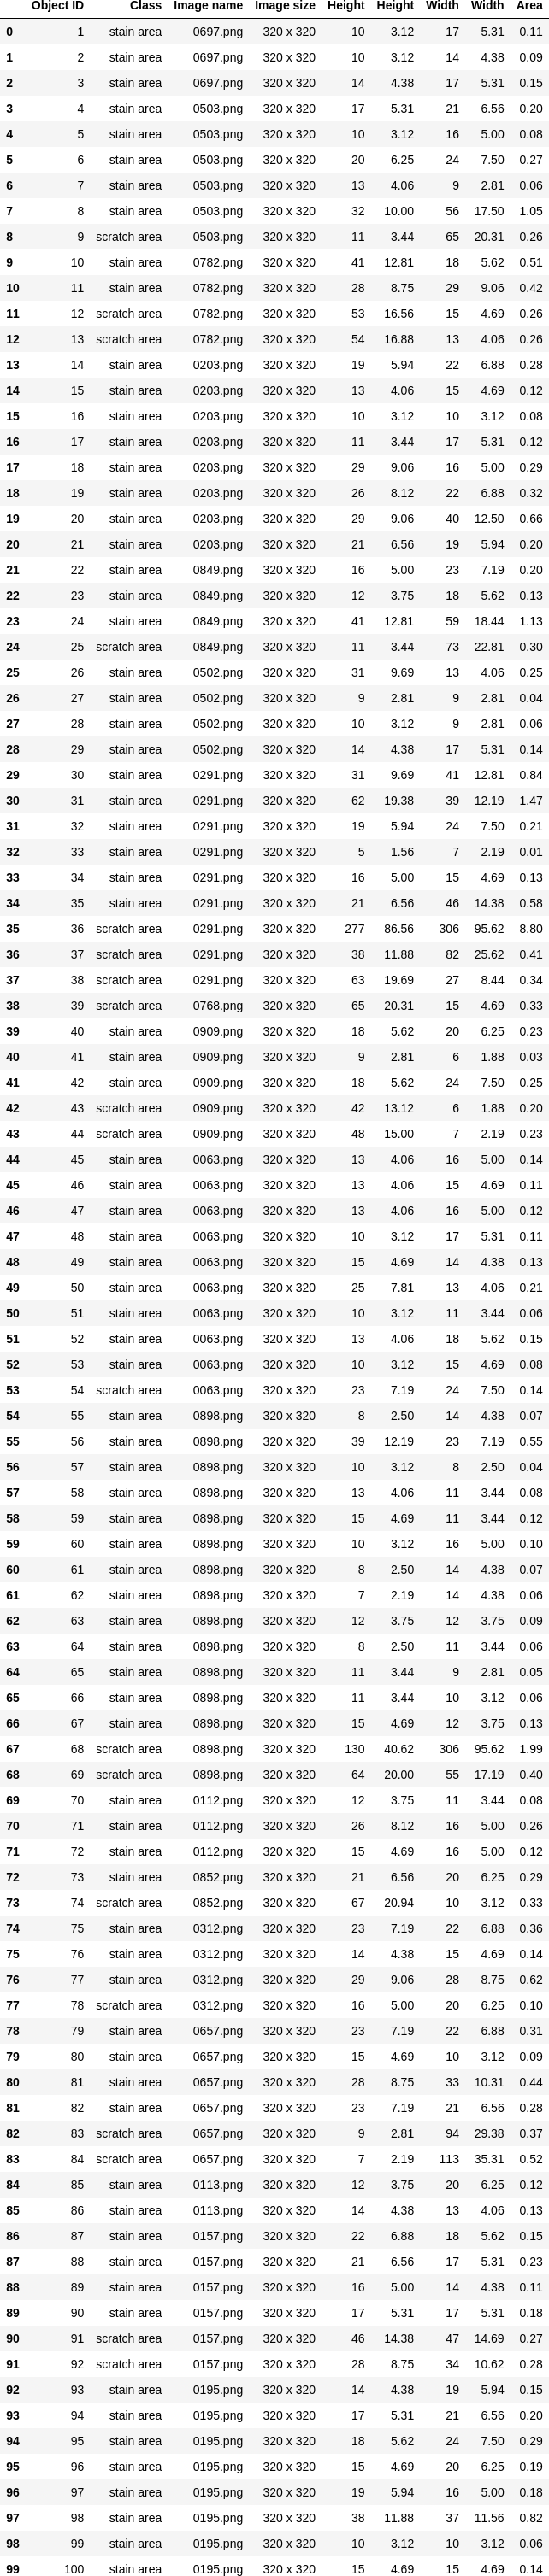 Object ID Class Image name Image size Height Height Width Width Area
0 1 stain area 0697.png 320 x 320 10 3.12 17 5.31 0.11
1 2 stain area 0697.png 320 x 320 10 3.12 14 4.38 0.09
2 3 stain area 0697.png 320 x 320 14 4.38 17 5.31 0.15
3 4 stain area 0503.png 320 x 320 17 5.31 21 6.56 0.20
4 5 stain area 0503.png 320 x 320 10 3.12 16 5.00 0.08
5 6 stain area 0503.png 320 x 320 20 6.25 24 7.50 0.27
6 7 stain area 0503.png 320 x 320 13 4.06 9 2.81 0.06
7 8 stain area 0503.png 320 x 320 32 10.00 56 17.50 1.05
8 9 scratch area 0503.png 320 x 320 11 3.44 65 20.31 0.26
9 10 stain area 0782.png 320 x 320 41 12.81 18 5.62 0.51
10 11 stain area 0782.png 320 x 320 28 8.75 29 9.06 0.42
11 12 scratch area 0782.png 320 x 320 53 16.56 15 4.69 0.26
12 13 scratch area 0782.png 320 x 320 54 16.88 13 4.06 0.26
13 14 stain area 0203.png 320 x 320 19 5.94 22 6.88 0.28
14 15 stain area 0203.png 320 x 320 13 4.06 15 4.69 0.12
15 16 stain area 0203.png 320 x 320 10 3.12 10 3.12 0.08
16 17 stain area 0203.png 320 x 320 11 3.44 17 5.31 0.12
17 18 stain area 0203.png 320 x 320 29 9.06 16 5.00 0.29
18 19 stain area 0203.png 320 x 320 26 8.12 22 6.88 0.32
19 20 stain area 0203.png 320 x 320 29 9.06 40 12.50 0.66
20 21 stain area 0203.png 320 x 320 21 6.56 19 5.94 0.20
21 22 stain area 0849.png 320 x 320 16 5.00 23 7.19 0.20
22 23 stain area 0849.png 320 x 320 12 3.75 18 5.62 0.13
23 24 stain area 0849.png 320 x 320 41 12.81 59 18.44 1.13
24 25 scratch area 0849.png 320 x 320 11 3.44 73 22.81 0.30
25 26 stain area 0502.png 320 x 320 31 9.69 13 4.06 0.25
26 27 stain area 0502.png 320 x 320 9 2.81 9 2.81 0.04
27 28 stain area 0502.png 320 x 320 10 3.12 9 2.81 0.06
28 29 stain area 0502.png 320 x 320 14 4.38 17 5.31 0.14
29 30 stain area 0291.png 320 x 320 31 9.69 41 12.81 0.84
30 31 stain area 0291.png 320 x 320 62 19.38 39 12.19 1.47
31 32 stain area 0291.png 320 x 320 19 5.94 24 7.50 0.21
32 33 stain area 0291.png 320 x 320 5 1.56 7 2.19 0.01
33 34 stain area 0291.png 320 x 320 16 5.00 15 4.69 0.13
34 35 stain area 0291.png 320 x 320 21 6.56 46 14.38 0.58
35 36 scratch area 0291.png 320 x 320 277 86.56 306 95.62 8.80
36 37 scratch area 0291.png 320 x 320 38 11.88 82 25.62 0.41
37 38 scratch area 0291.png 320 x 320 63 19.69 27 8.44 0.34
38 39 scratch area 0768.png 320 x 320 65 20.31 15 4.69 0.33
39 40 stain area 0909.png 320 x 320 18 5.62 20 6.25 0.23
40 41 stain area 0909.png 320 x 320 9 2.81 6 1.88 0.03
41 42 stain area 0909.png 320 x 320 18 5.62 24 7.50 0.25
42 43 scratch area 0909.png 320 x 320 42 13.12 6 1.88 0.20
43 44 scratch area 0909.png 320 x 320 48 15.00 7 2.19 0.23
44 45 stain area 0063.png 320 x 320 13 4.06 16 5.00 0.14
45 46 stain area 0063.png 320 x 320 13 4.06 15 4.69 0.11
46 47 stain area 0063.png 320 x 320 13 4.06 16 5.00 0.12
47 48 stain area 0063.png 320 x 320 10 3.12 17 5.31 0.11
48 49 stain area 0063.png 320 x 320 15 4.69 14 4.38 0.13
49 50 stain area 0063.png 320 x 320 25 7.81 13 4.06 0.21
50 51 stain area 0063.png 320 x 320 10 3.12 11 3.44 0.06
51 52 stain area 0063.png 320 x 320 13 4.06 18 5.62 0.15
52 53 stain area 0063.png 320 x 320 10 3.12 15 4.69 0.08
53 54 scratch area 0063.png 320 x 320 23 7.19 24 7.50 0.14
54 55 stain area 0898.png 320 x 320 8 2.50 14 4.38 0.07
55 56 stain area 0898.png 320 x 320 39 12.19 23 7.19 0.55
56 57 stain area 0898.png 320 x 320 10 3.12 8 2.50 0.04
57 58 stain area 0898.png 320 x 320 13 4.06 11 3.44 0.08
58 59 stain area 0898.png 320 x 320 15 4.69 11 3.44 0.12
59 60 stain area 0898.png 320 x 320 10 3.12 16 5.00 0.10
60 61 stain area 0898.png 320 x 320 8 2.50 14 4.38 0.07
61 62 stain area 0898.png 320 x 320 7 2.19 14 4.38 0.06
62 63 stain area 0898.png 320 x 320 12 3.75 12 3.75 0.09
63 64 stain area 0898.png 320 x 320 8 2.50 11 3.44 0.06
64 65 stain area 0898.png 320 x 320 11 3.44 9 2.81 0.05
65 66 stain area 0898.png 320 x 320 11 3.44 10 3.12 0.06
66 67 stain area 0898.png 320 x 320 15 4.69 12 3.75 0.13
67 68 scratch area 0898.png 320 x 320 130 40.62 306 95.62 1.99
68 69 scratch area 0898.png 320 x 320 64 20.00 55 17.19 0.40
69 70 stain area 0112.png 320 x 320 12 3.75 11 3.44 0.08
70 71 stain area 0112.png 320 x 320 26 8.12 16 5.00 0.26
71 72 stain area 0112.png 320 x 320 15 4.69 16 5.00 0.12
72 73 stain area 0852.png 320 x 320 21 6.56 20 6.25 0.29
73 74 scratch area 0852.png 320 x 320 67 20.94 10 3.12 0.33
74 75 stain area 0312.png 320 x 320 23 7.19 22 6.88 0.36
75 76 stain area 0312.png 320 x 320 14 4.38 15 4.69 0.14
76 77 stain area 0312.png 320 x 320 29 9.06 28 8.75 0.62
77 78 scratch area 0312.png 320 x 320 16 5.00 20 6.25 0.10
78 79 stain area 0657.png 320 x 320 23 7.19 22 6.88 0.31
79 80 stain area 0657.png 320 x 320 15 4.69 10 3.12 0.09
80 81 stain area 0657.png 320 x 320 28 8.75 33 10.31 0.44
81 82 stain area 0657.png 320 x 320 23 7.19 21 6.56 0.28
82 83 scratch area 0657.png 320 x 320 9 2.81 94 29.38 0.37
83 84 scratch area 0657.png 320 x 320 7 2.19 113 35.31 0.52
84 85 stain area 0113.png 320 x 320 12 3.75 20 6.25 0.12
85 86 stain area 0113.png 320 x 320 14 4.38 13 4.06 0.13
86 87 stain area 0157.png 320 x 320 22 6.88 18 5.62 0.15
87 88 stain area 0157.png 320 x 320 21 6.56 17 5.31 0.23
88 89 stain area 0157.png 320 x 320 16 5.00 14 4.38 0.11
89 90 stain area 0157.png 320 x 320 17 5.31 17 5.31 0.18
90 91 scratch area 0157.png 320 x 320 46 14.38 47 14.69 0.27
91 92 scratch area 0157.png 320 x 320 28 8.75 34 10.62 0.28
92 93 stain area 0195.png 320 x 320 14 4.38 19 5.94 0.15
93 94 stain area 0195.png 320 x 320 17 5.31 21 6.56 0.20
94 95 stain area 0195.png 320 x 320 18 5.62 24 7.50 0.29
95 96 stain area 0195.png 320 x 320 15 4.69 20 6.25 0.19
96 97 stain area 0195.png 320 x 320 19 5.94 16 5.00 0.18
97 98 stain area 0195.png 320 x 320 38 11.88 37 11.56 0.82
98 99 stain area 0195.png 320 x 320 10 3.12 10 3.12 0.06
99 100 stain area 0195.png 320 x 320 15 4.69 15 4.69 0.14